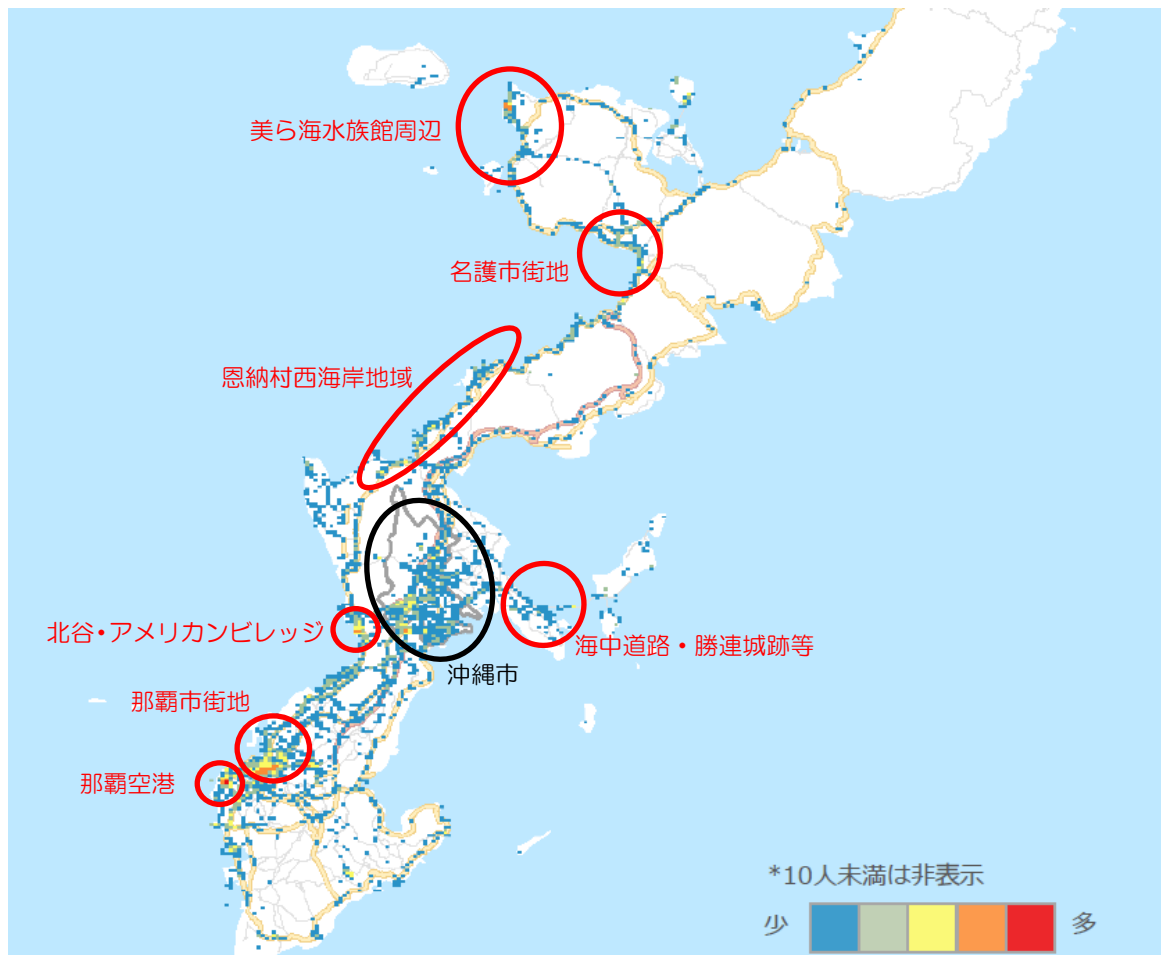 美ら海水族館周辺
名護市街地
恩納村西海岸地域
北谷・アメリカンビレッジ
海中道路・勝連城跡等
沖縄市
那覇市街地
那覇空港
*10人未満は非表示
少 多